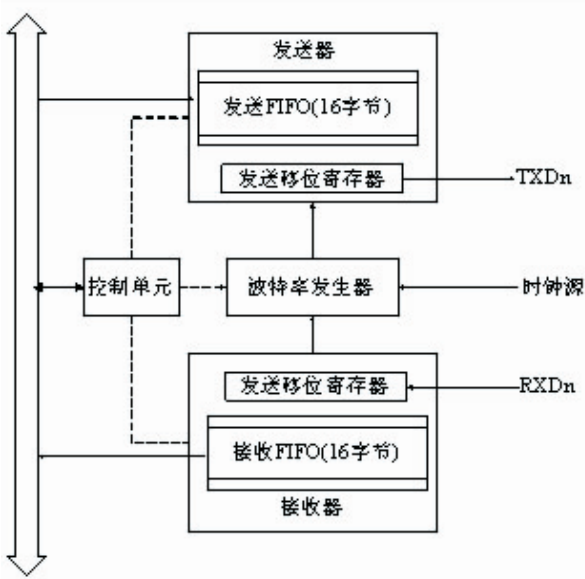 发送器
发送FIFO(16字节)
发送移位寄存器
TXDn
控制单元
波特率发生器
时钟源
发送移位寄存器
RXDn
接收FIFO(16字节)
接收器